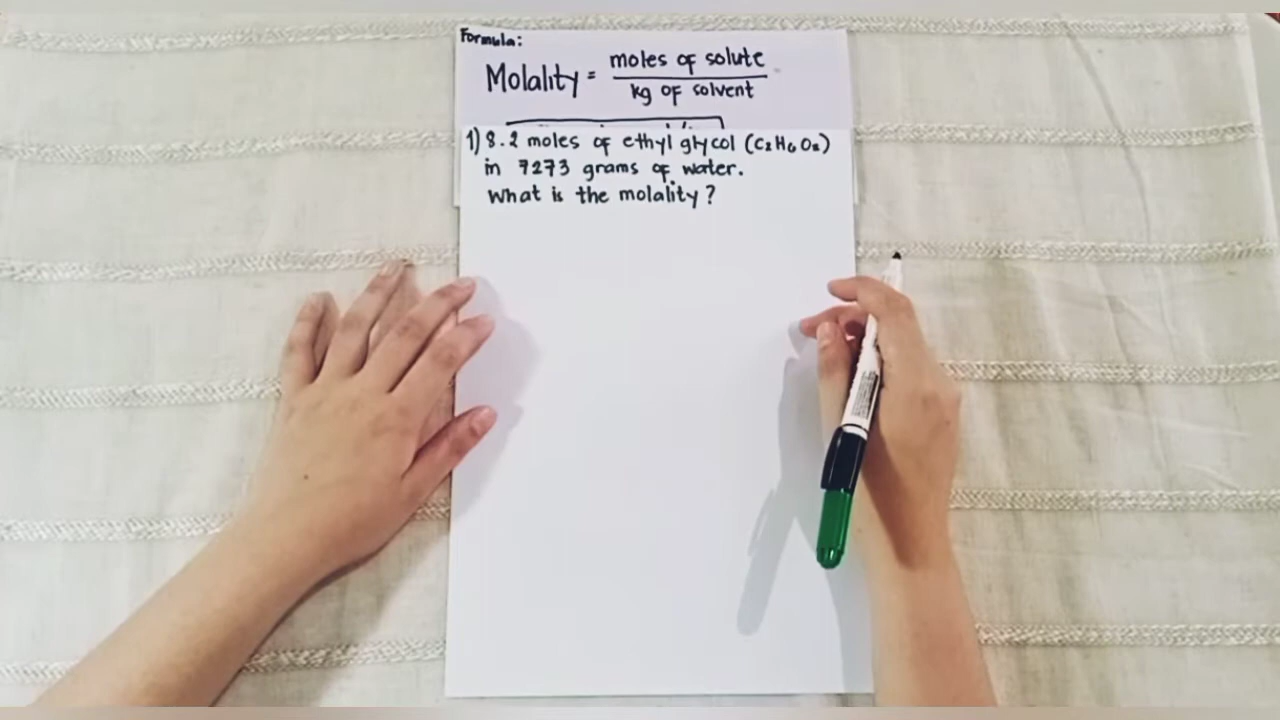 Formula:
Molality = moles of solute
kg of solvent
1) 8.2 moles of ethyl glycol (C₂H₆O₂)
in 7273 grams of water.
What is the molality?